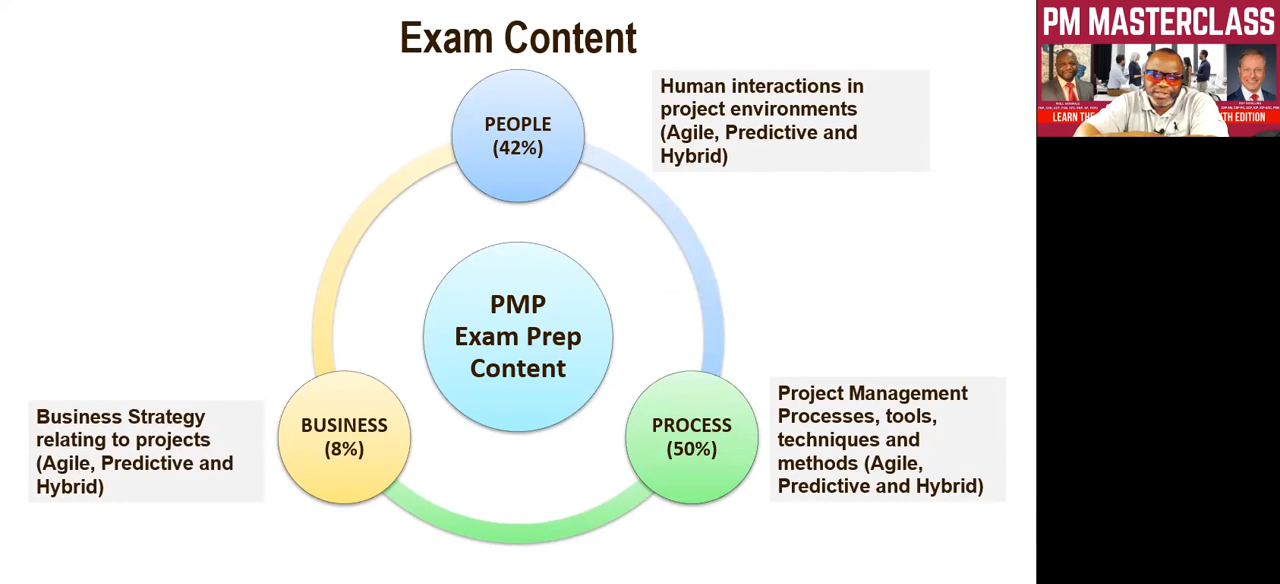 Exam Content
PEOPLE
(42%)
Human interactions in
project environments
(Agile, Predictive and
Hybrid)
PMP
Exam Prep
Content
Business Strategy
relating to projects
(Agile, Predictive and
Hybrid)
BUSINESS
(8%)
PROCESS
(50%)
Project Management
Processes, tools,
techniques and
methods (Agile,
Predictive and Hybrid)
PM MASTERCLASS
LEARN THE
TH EDITION